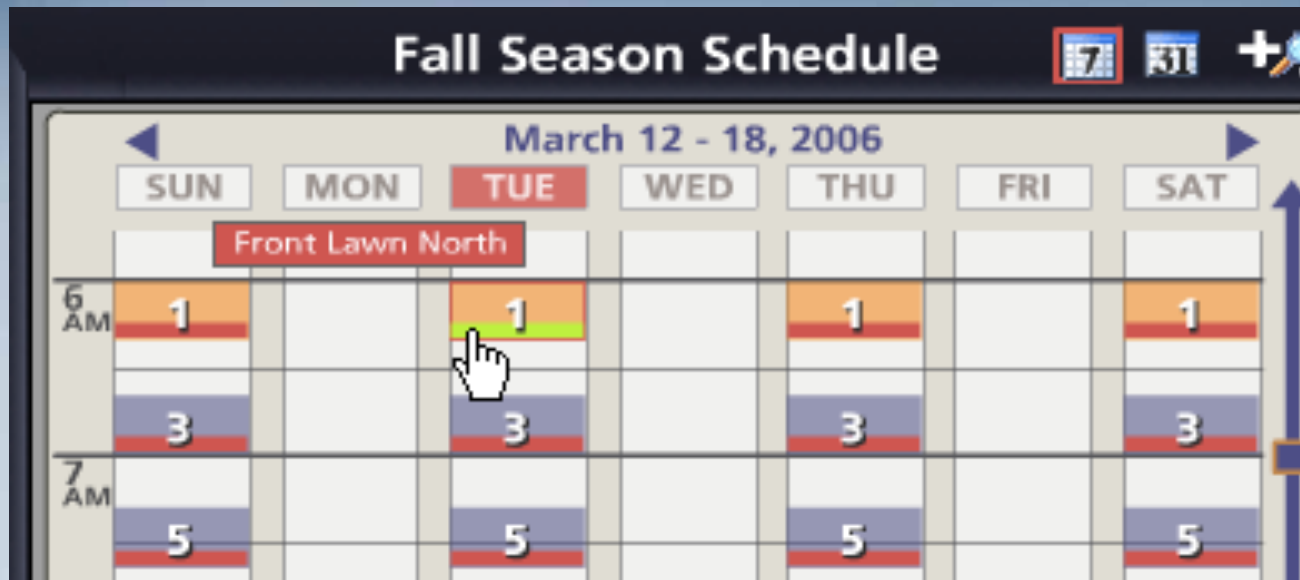 Fall Season Schedule 7 31
March 12 - 18, 2006
SUN MON TUE WED THU FRI SAT
Front Lawn North
6 AM 1 1 1 1
3 3 3 3
7 AM
5 5 5 5